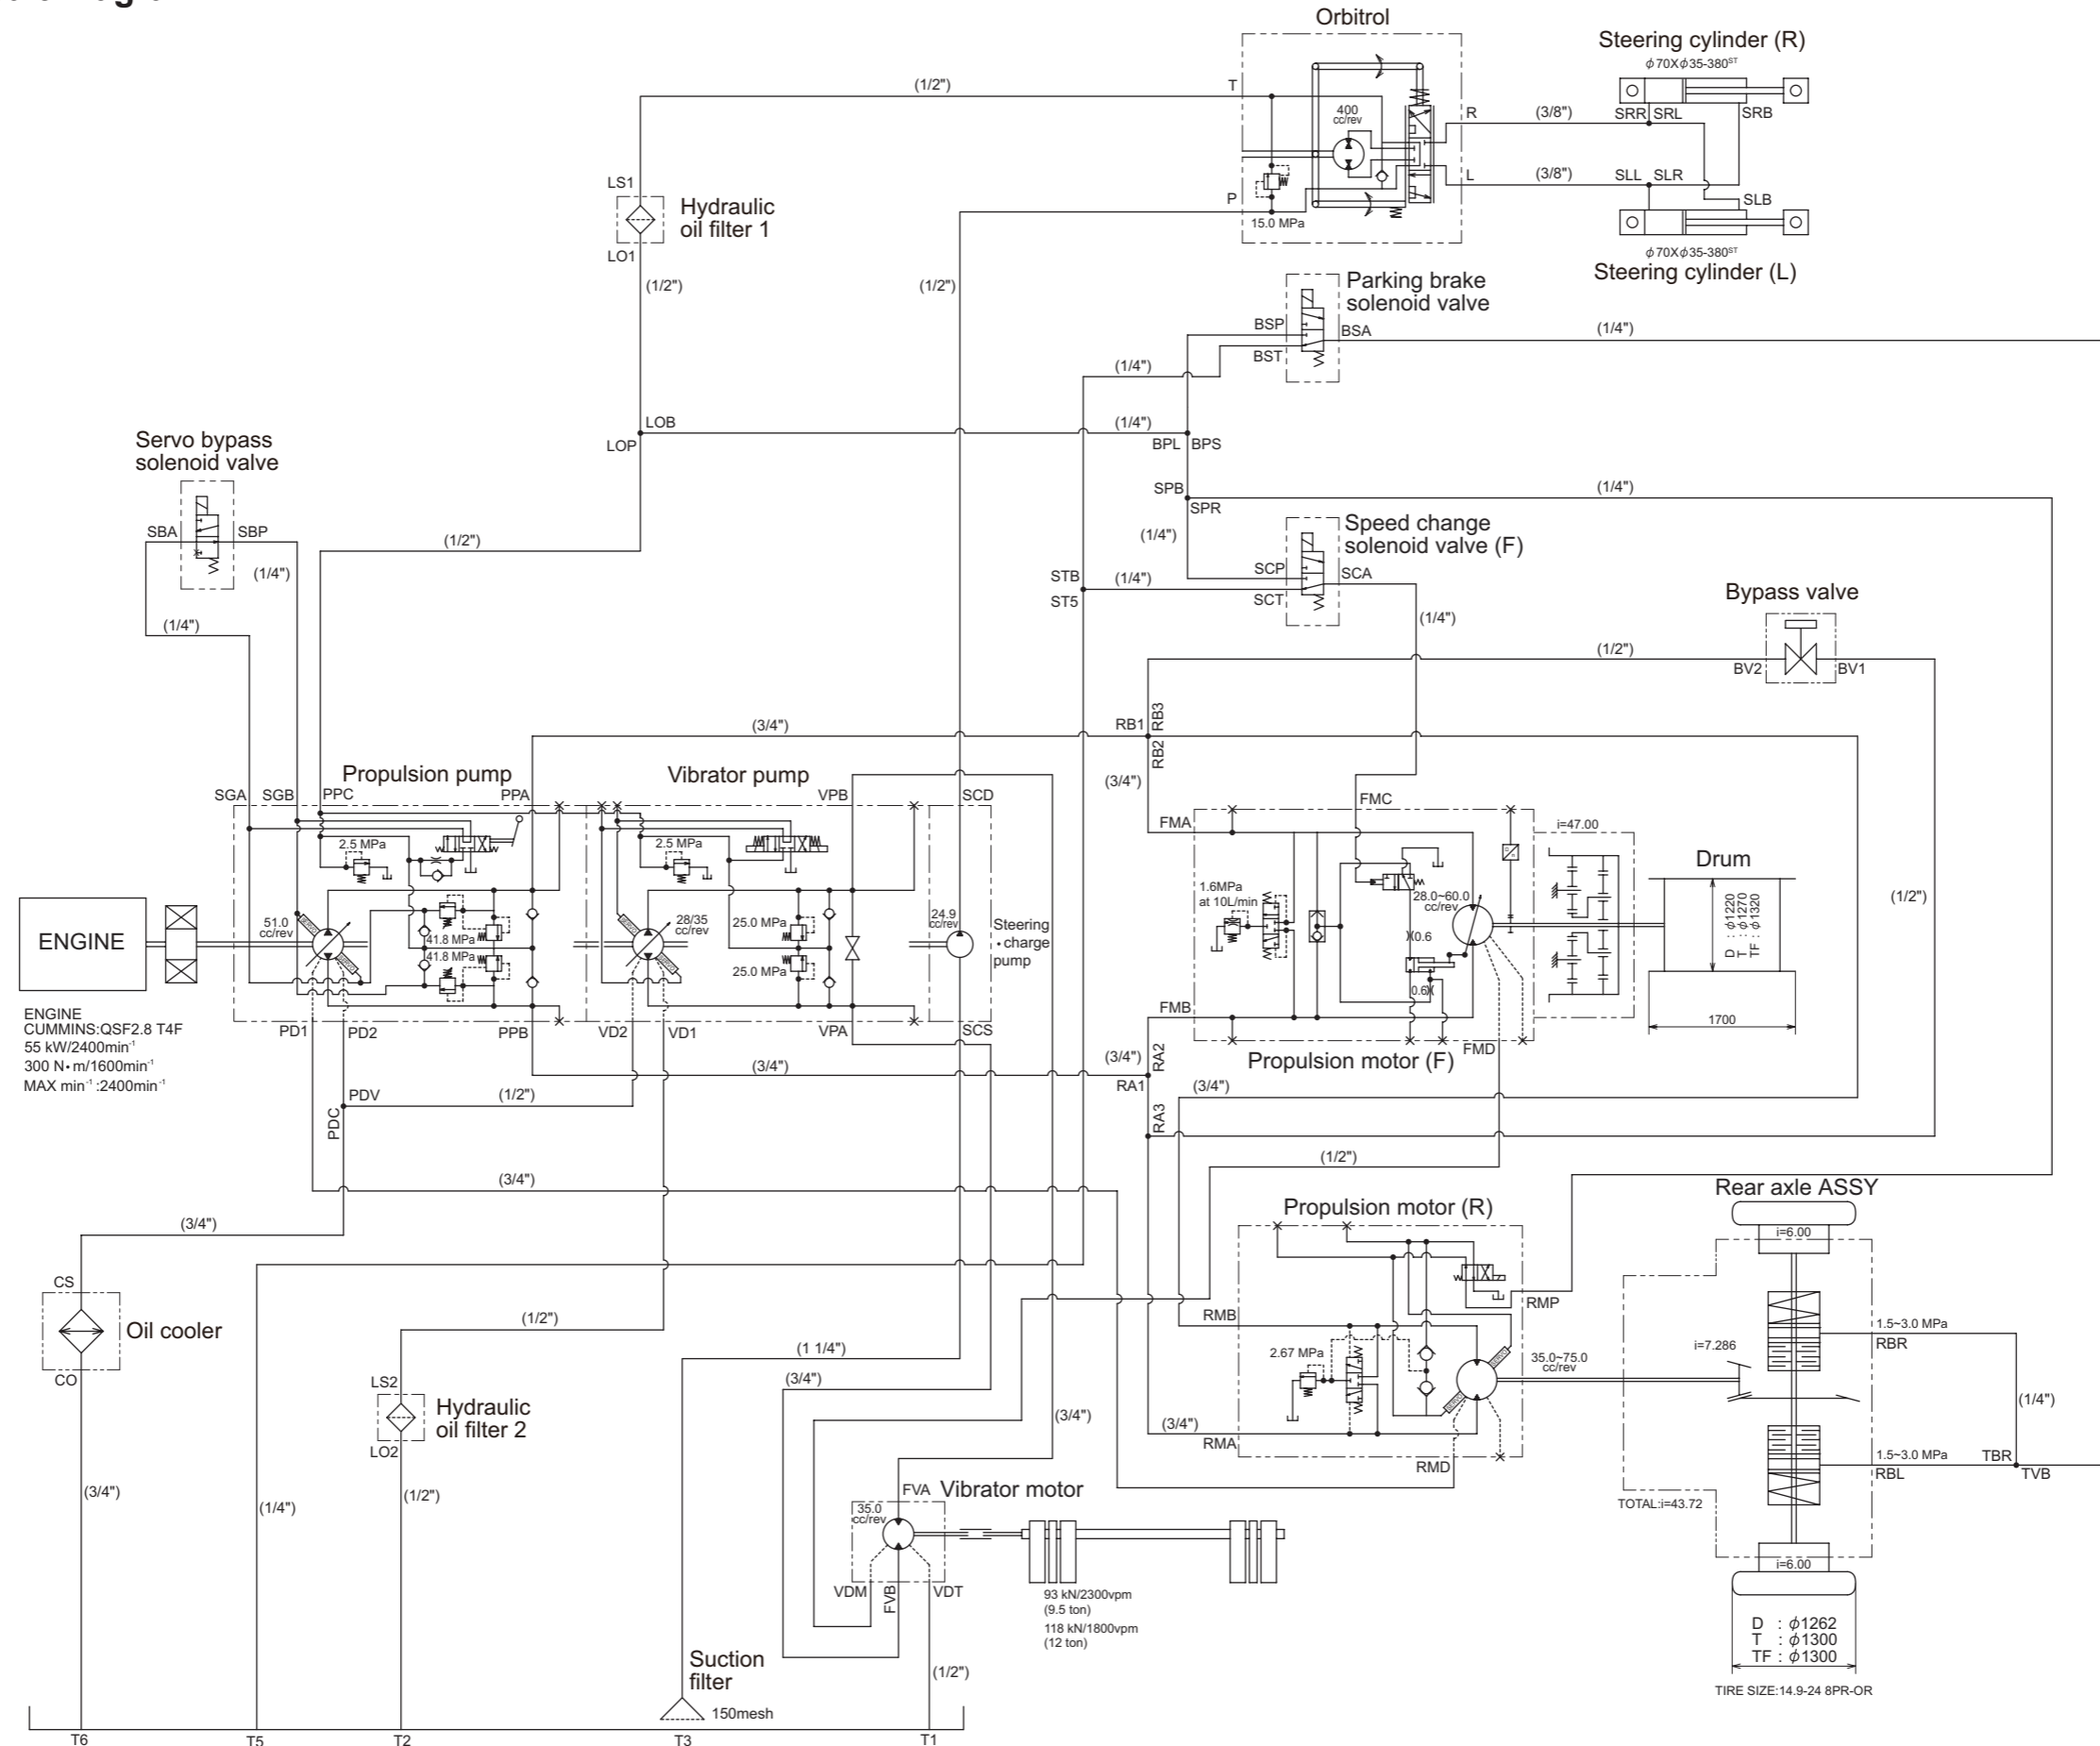 Orbitrol
Steering cylinder (R)
ϕ70Xϕ35-380ST
T
(1/2")
400
cc/rev
R
(3/8")
SRR
SRL
SRB
L
(3/8")
SLL
SLR
SLB
P
15.0 MPa
ϕ70Xϕ35-380ST
Steering cylinder (L)
LS1
Hydraulic
oil filter 1
LO1
(1/2")
(1/2")
Parking brake
solenoid valve
BSP
BSA
BST
(1/4")
(1/4")
LOB
LOP
(1/4")
BPL
BPS
Servo bypass
solenoid valve
SBA
SBP
(1/4")
(1/2")
(1/4")
SPB
SPR
(1/4")
(1/4")
Speed change
solenoid valve (F)
SCP
SCA
SCT
STB
ST5
(1/4")
(1/4")
Bypass valve
(1/2")
BV2
BV1
(3/4")
RB1
RB3
RB2
(3/4")
Propulsion pump
Vibrator pump
SGA
SGB
PPC
PPA
VPB
SCD
2.5 MPa
2.5 MPa
51.0
cc/rev
41.8 MPa
41.8 MPa
28/35
cc/rev
25.0 MPa
25.0 MPa
24.9
cc/rev
Steering
・charge
pump
ENGINE
ENGINE
CUMMINS:QSF2.8 T4F
55 kW/2400min-1
300 N･m/1600min-1
MAX min-1 :2400min-1
PD1
PD2
PPB
VD2
VD1
VPA
SCS
FMA
FMC
1.6MPa
at 10L/min
28.0~60.0
cc/rev
0.6
0.6
i=47.00
Drum
D : ϕ1220
T : ϕ1270
TF : ϕ1320
1700
(1/2")
FMB
FMD
Propulsion motor (F)
(3/4")
RA2
RA1
RA3
(3/4")
(3/4")
PDV
(1/2")
PDC
(1/2")
(3/4")
(3/4")
Propulsion motor (R)
RMB
RMP
2.67 MPa
35.0~75.0
cc/rev
(3/4")
RMA
RMD
Rear axle ASSY
i=6.00
1.5~3.0 MPa
RBR
i=7.286
(1/4")
1.5~3.0 MPa
TBR
RBL
TVB
TOTAL:i=43.72
i=6.00
D : ϕ1262
T : ϕ1300
TF : ϕ1300
TIRE SIZE:14.9-24 8PR-OR
CS
Oil cooler
CO
(1/2")
LS2
Hydraulic
oil filter 2
LO2
(3/4")
(1/4")
(1/2")
(1 1/4")
(3/4")
(3/4")
FVA
Vibrator motor
35.0
cc/rev
VDM
FVB
VDT
93 kN/2300vpm
(9.5 ton)
118 kN/1800vpm
(12 ton)
(1/2")
Suction
filter
150mesh
T6
T5
T2
T3
T1